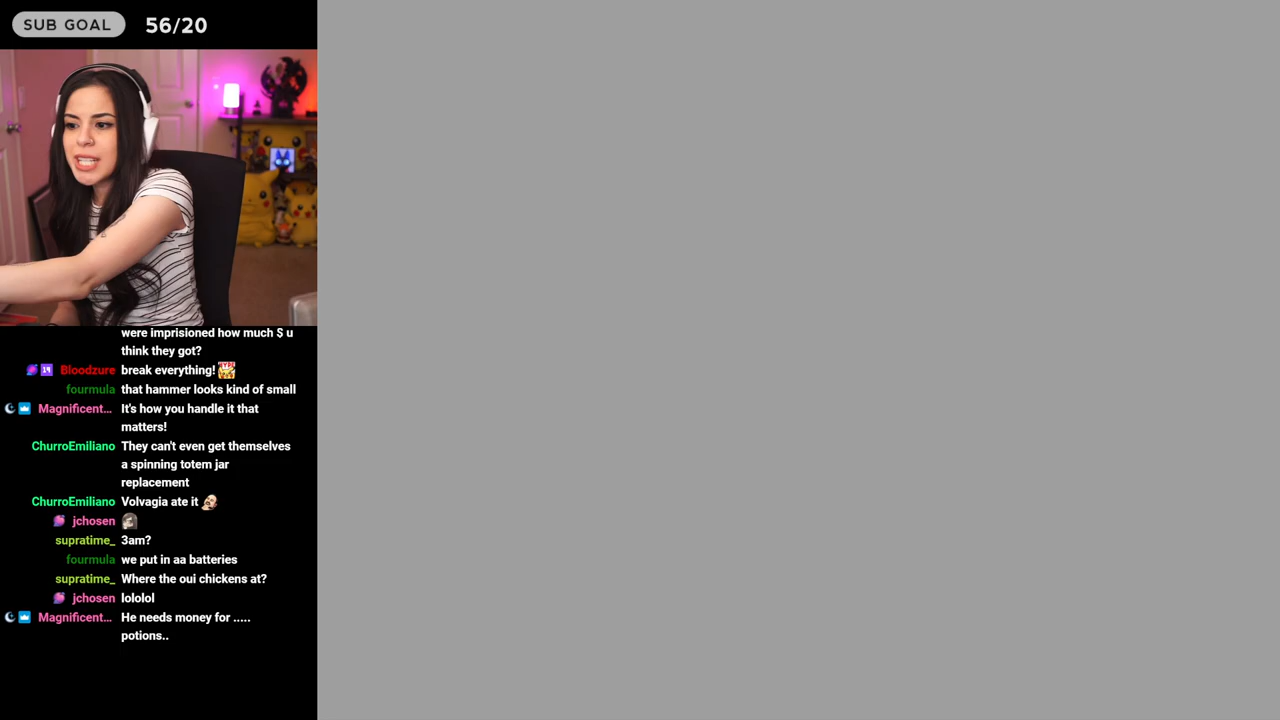 SUB GOAL 56/20
were imprisioned how much $ u
think they got?
Bloodzure break everything!
fourmula that hammer looks kind of small
Magnificent... It's how you handle it that
matters!
ChurroEmiliano They can't even get themselves
a spinning totem jar
replacement
ChurroEmiliano Volvagia ate it
jchosen
supratime_ 3am?
fourmula we put in aa batteries
supratime_ Where the oui chickens at?
jchosen lololol
Magnificent... He needs money for .....
potions..